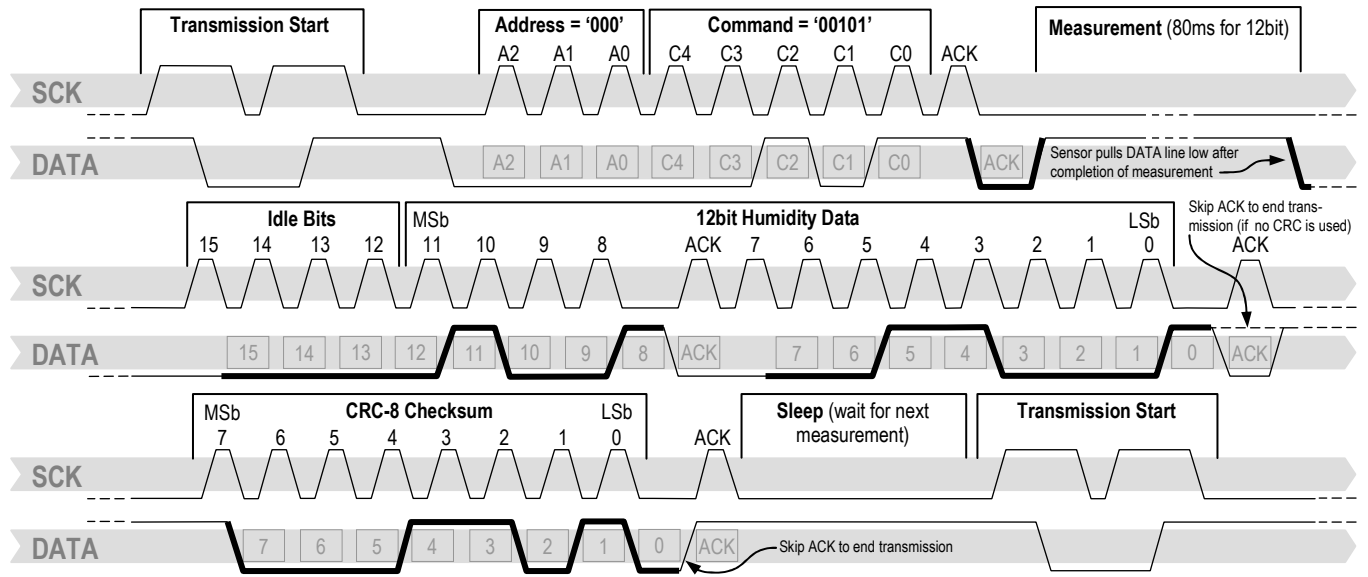 Transmission Start Address = ‘000’ Command = ‘00101’ Measurement (80ms for 12bit)
A2 A1 A0 C4 C3 C2 C1 C0 ACK
SCK
DATA A2 A1 A0 C4 C3 C2 C1 C0 ACK
Sensor pulls DATA line low after
completion of measurement
Skip ACK to end trans-
mission (if no CRC is used)
Idle Bits MSb 12bit Humidity Data LSb
15 14 13 12 11 10 9 8 ACK 7 6 5 4 3 2 1 0 ACK
SCK
DATA 15 14 13 12 11 10 9 8 ACK 7 6 5 4 3 2 1 0 ACK
MSb CRC-8 Checksum LSb
7 6 5 4 3 2 1 0 ACK
Sleep (wait for next
measurement)
Transmission Start
SCK
DATA 7 6 5 4 3 2 1 0 ACK
Skip ACK to end transmission